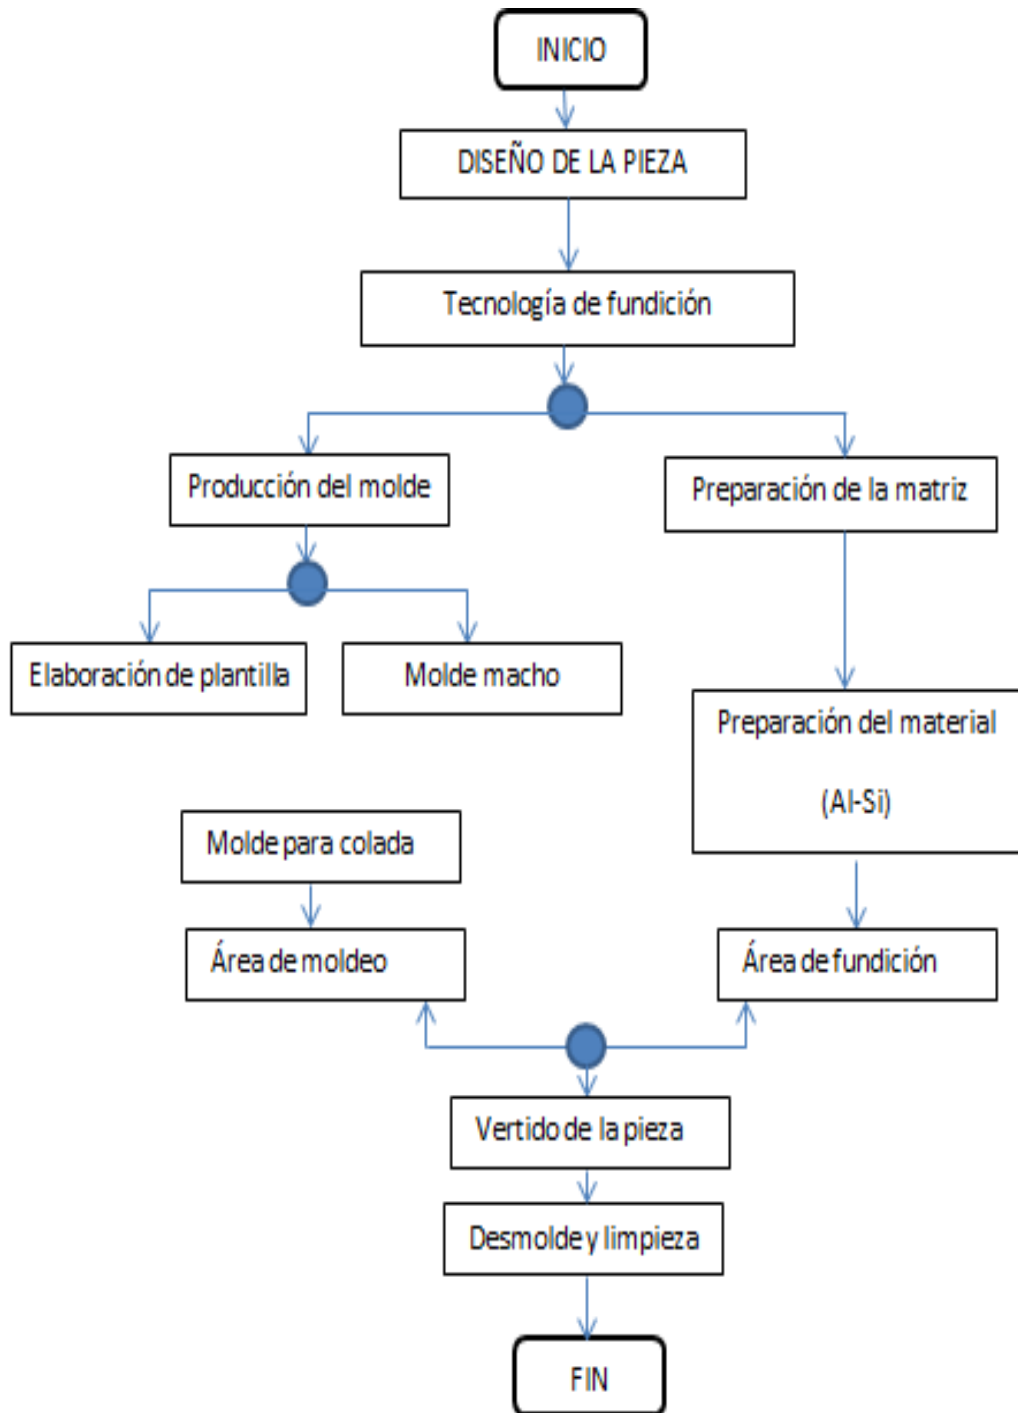 INICIO
DISEÑO DE LA PIEZA
Tecnología de fundición
Producción del molde
Preparación de la matriz
Elaboración de plantilla
Molde macho
Preparación del material
(Al-Si)
Molde para colada
Área de moldeo
Área de fundición
Vertido de la pieza
Desmolde y limpieza
FIN